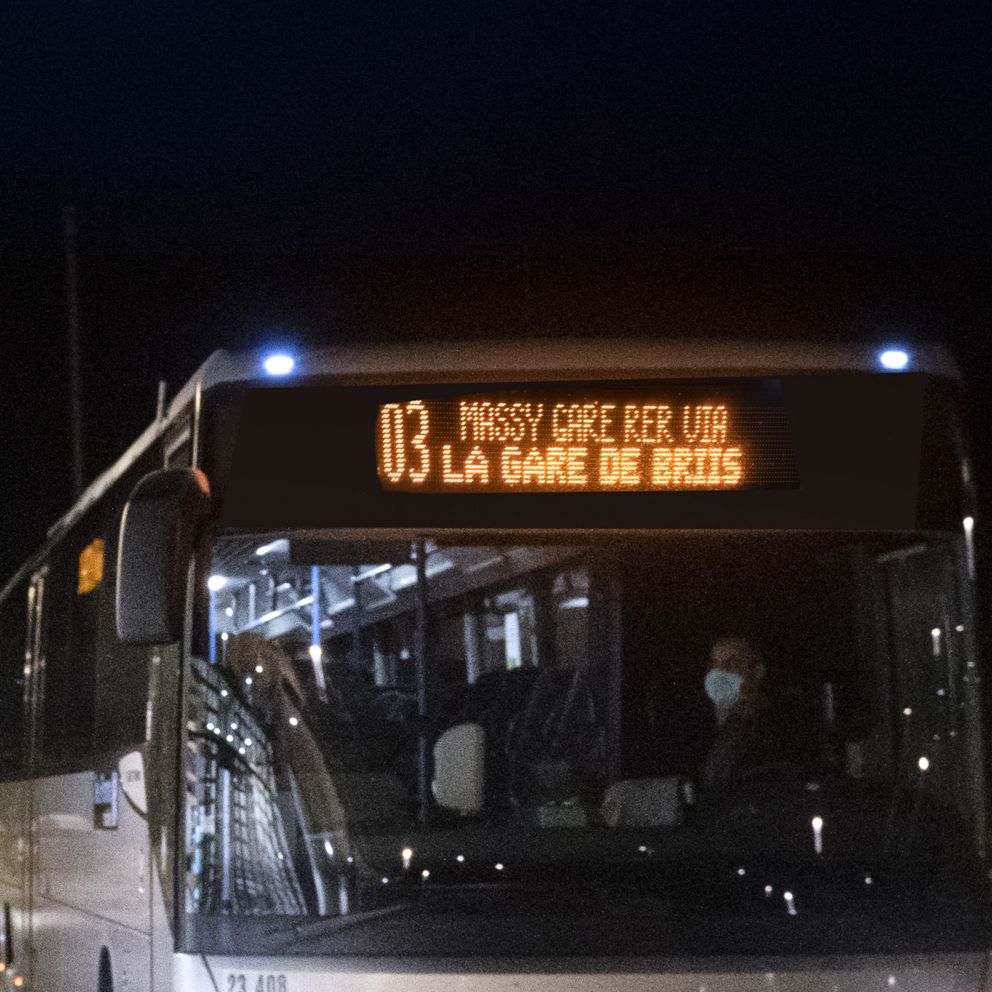 03 MASSY GARE RER VIA
LA GARE DE BRIIS
23 408